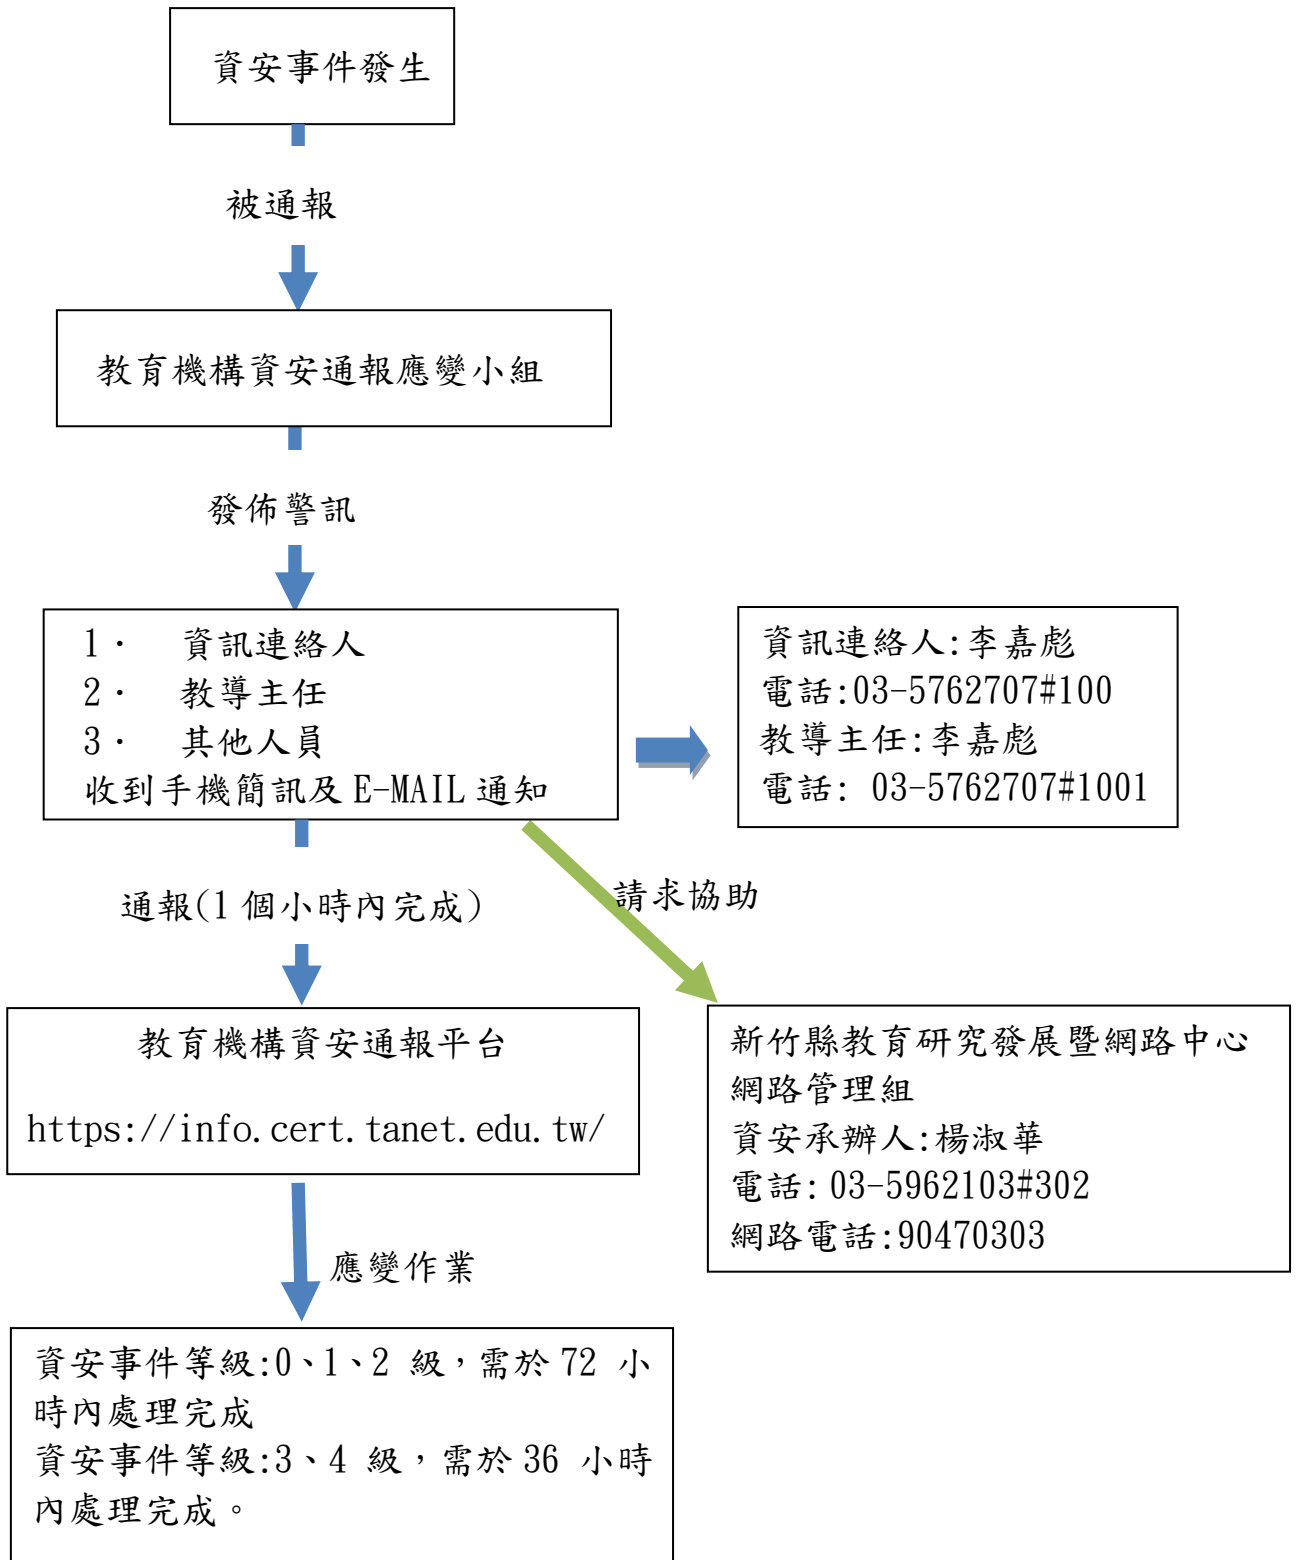 資安事件發生
被通報
教育機構資安通報應變小組
發佈警訊
1. 資訊連絡人
2. 教導主任
3. 其他人員
收到手機簡訊及 E-MAIL 通知
資訊連絡人:李嘉彪
電話:03-5762707#100
教導主任:李嘉彪
電話: 03-5762707#1001
通報(1 個小時內完成)
請求協助
教育機構資安通報平台
https://info.cert.tanet.edu.tw/
新竹縣教育研究發展暨網路中心
網路管理組
資安承辦人:楊淑華
電話:03-5962103#302
網路電話:90470303
應變作業
資安事件等級:0、1、2 級，需於 72 小
時內處理完成
資安事件等級:3、4 級，需於 36 小時
內處理完成。